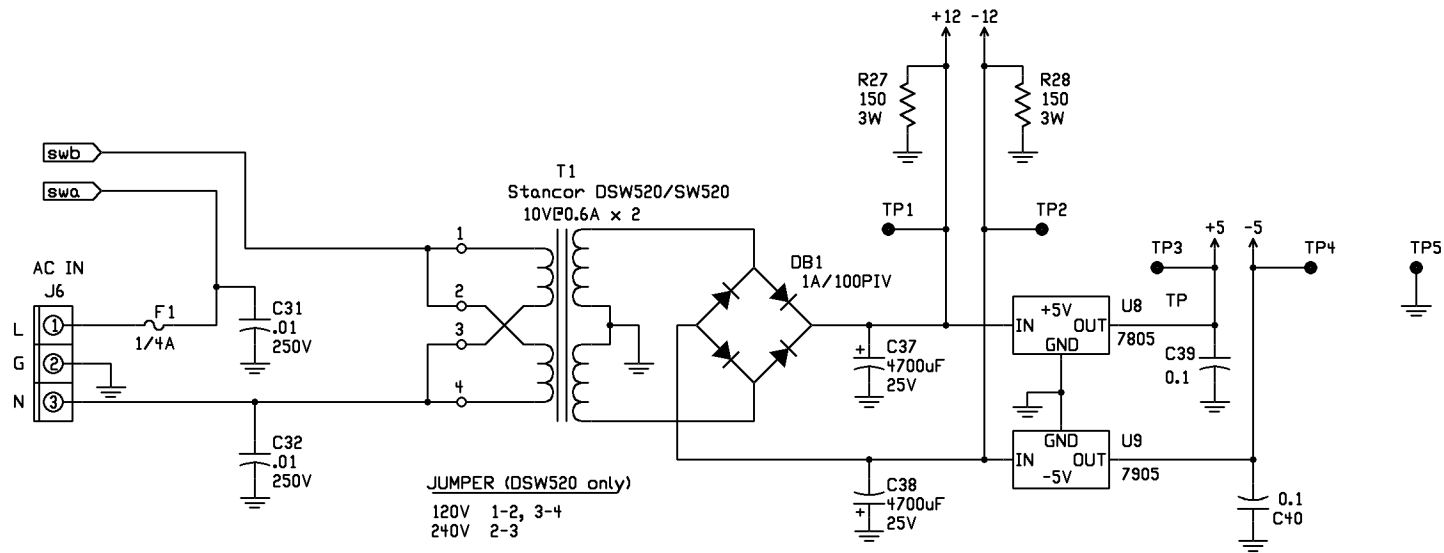 +12 -12
R27
150
3W
R28
150
3W
swb
swa
T1
Stancor DSW520/SW520
10V@0.6A x 2
TP1
TP2
+5 -5
TP3
TP4
TP5
TP
AC IN
J6
L
1
G
2
N
3
F1
1/4A
C31
.01
250V
C32
.01
250V
1
2
3
4
DB1
1A/100PIV
+
C37
4700uF
25V
IN
+5V
OUT
GND
U8
7805
C39
0.1
GND
IN
OUT
-5V
U9
7905
C38
4700uF
+
25V
0.1
C40
JUMPER (DSW520 only)
120V 1-2, 3-4
240V 2-3